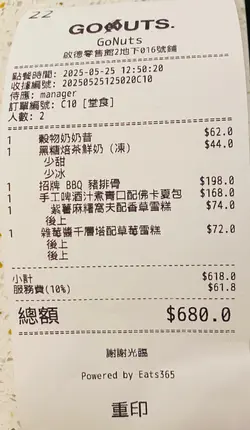 22
GONUTS.
GoNuts
啟德零售館2地下016號鋪
點餐時間: 2025-05-25 12:50:20
收據編號: 20250525125020C10
侍應: manager
訂單編號: C10 [堂食]
人數: 2
1 穀物奶奶昔 $62.0
1 黑糖焙茶鮮奶 (凍) $44.0
少甜
少冰
1 招牌 BBQ 豬排骨 $198.0
1 手工啤酒汁煮青口配佛卡夏包 $168.0
1 紫薯麻糬窩夫配香草雪糕 $74.0
後上
1 雜莓醬千層塔配草莓雪糕 $72.0
後上
後上
小計 $618.0
服務費(10%) $61.8
總額 $680.0
謝謝光臨
Powered by Eats365
重印